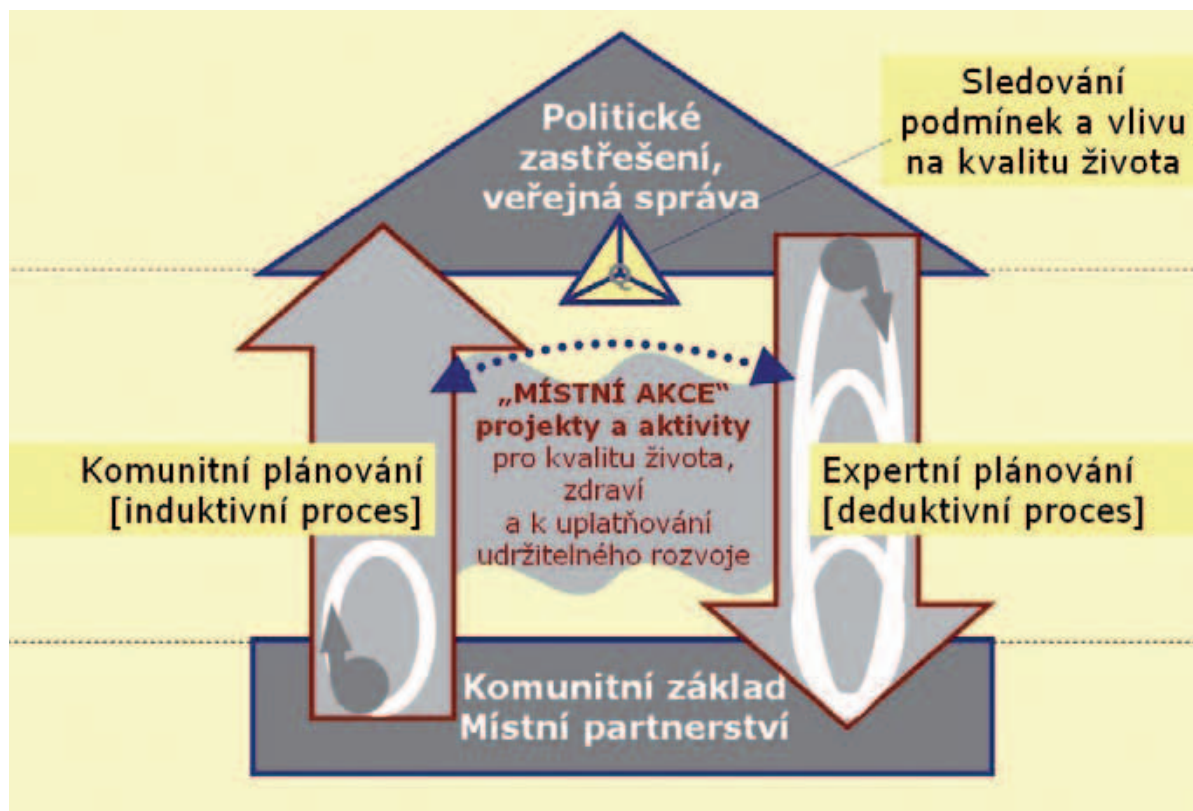 Politické
zastřešení,
veřejná správa
Sledování
podmínek a vlivu
na kvalitu života
„MÍSTNÍ AKCE“
projekty a aktivity
pro kvalitu života,
zdraví
a k uplatňování
udržitelného rozvoje
Komunitní plánování
[induktivní proces]
Expertní plánování
[deduktivní proces]
Komunitní základ
Místní partnerství